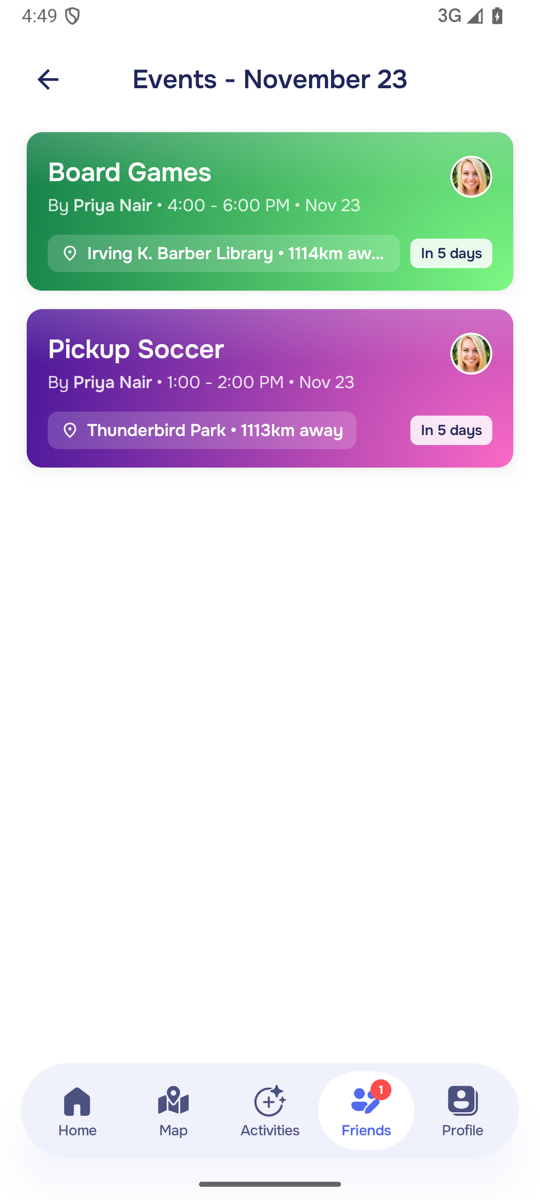 4:49
3G
Events - November 23
Board Games
By Priya Nair • 4:00 - 6:00 PM • Nov 23
Irving K. Barber Library • 1114km aw...
In 5 days
Pickup Soccer
By Priya Nair • 1:00 - 2:00 PM • Nov 23
Thunderbird Park • 1113km away
In 5 days
1
Home
Map
Activities
Friends
Profile